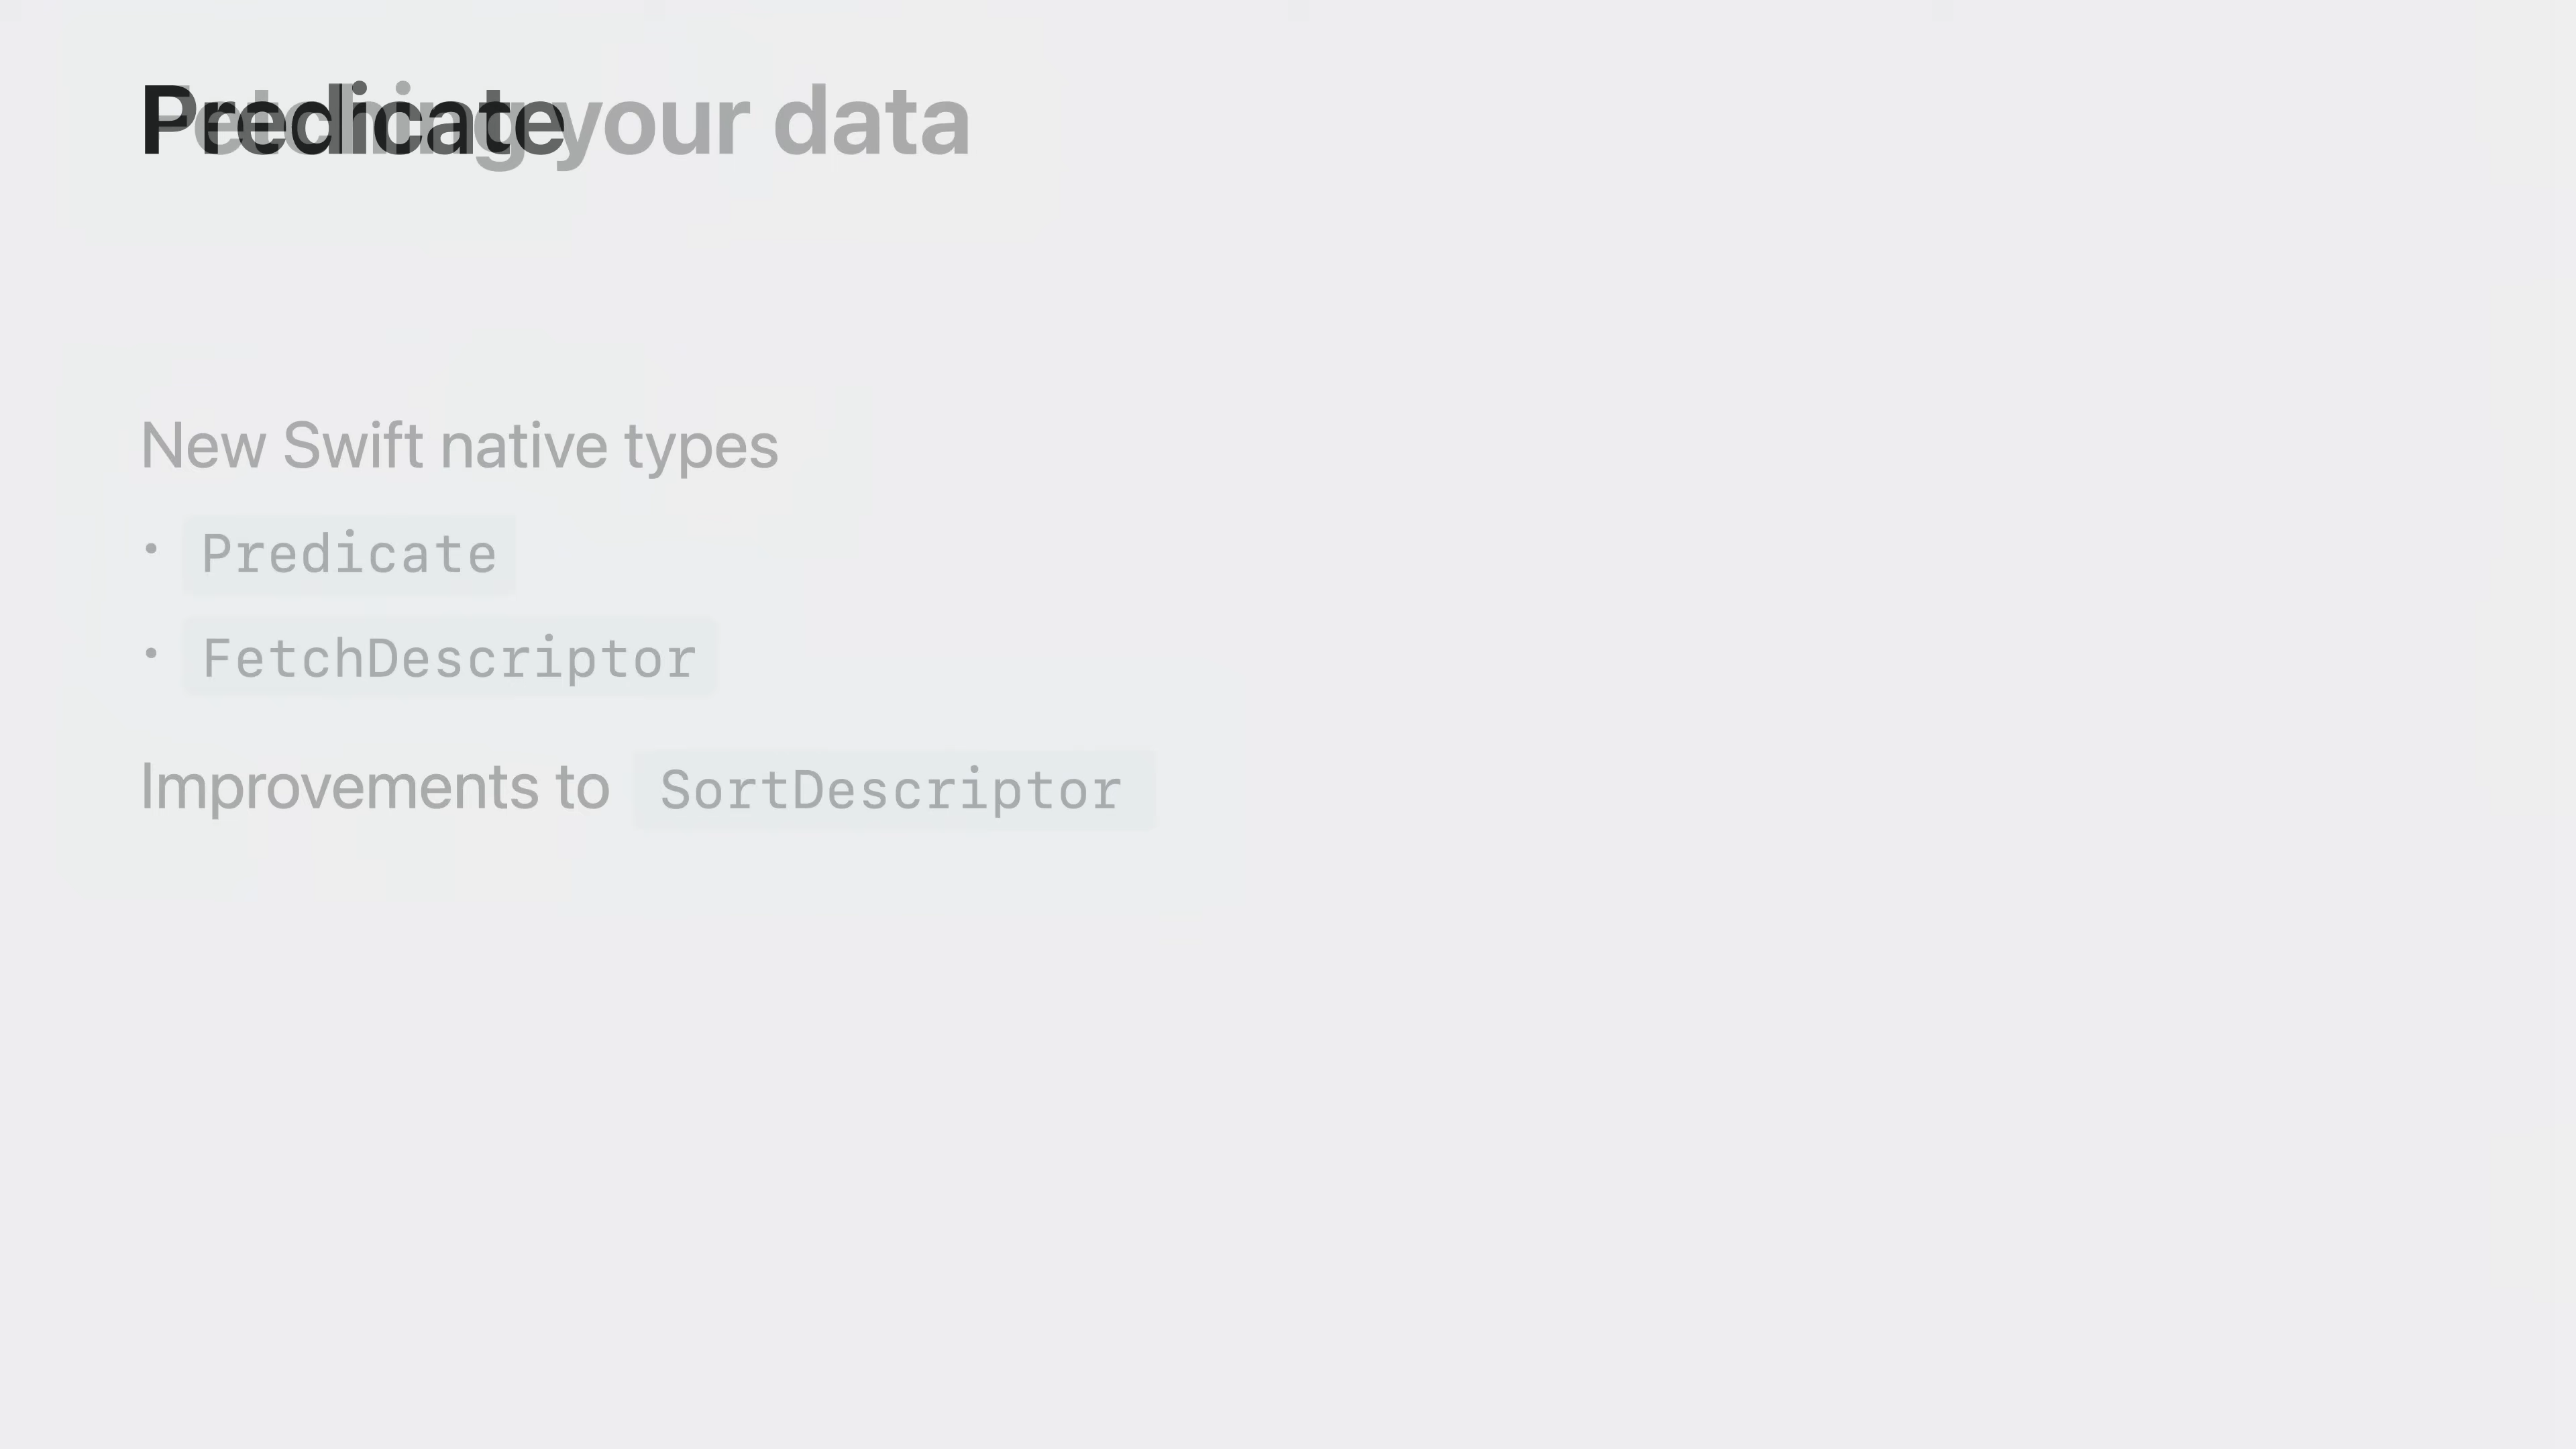 Predicate
Fetching your data
New Swift native types
• Predicate
• FetchDescriptor
Improvements to SortDescriptor